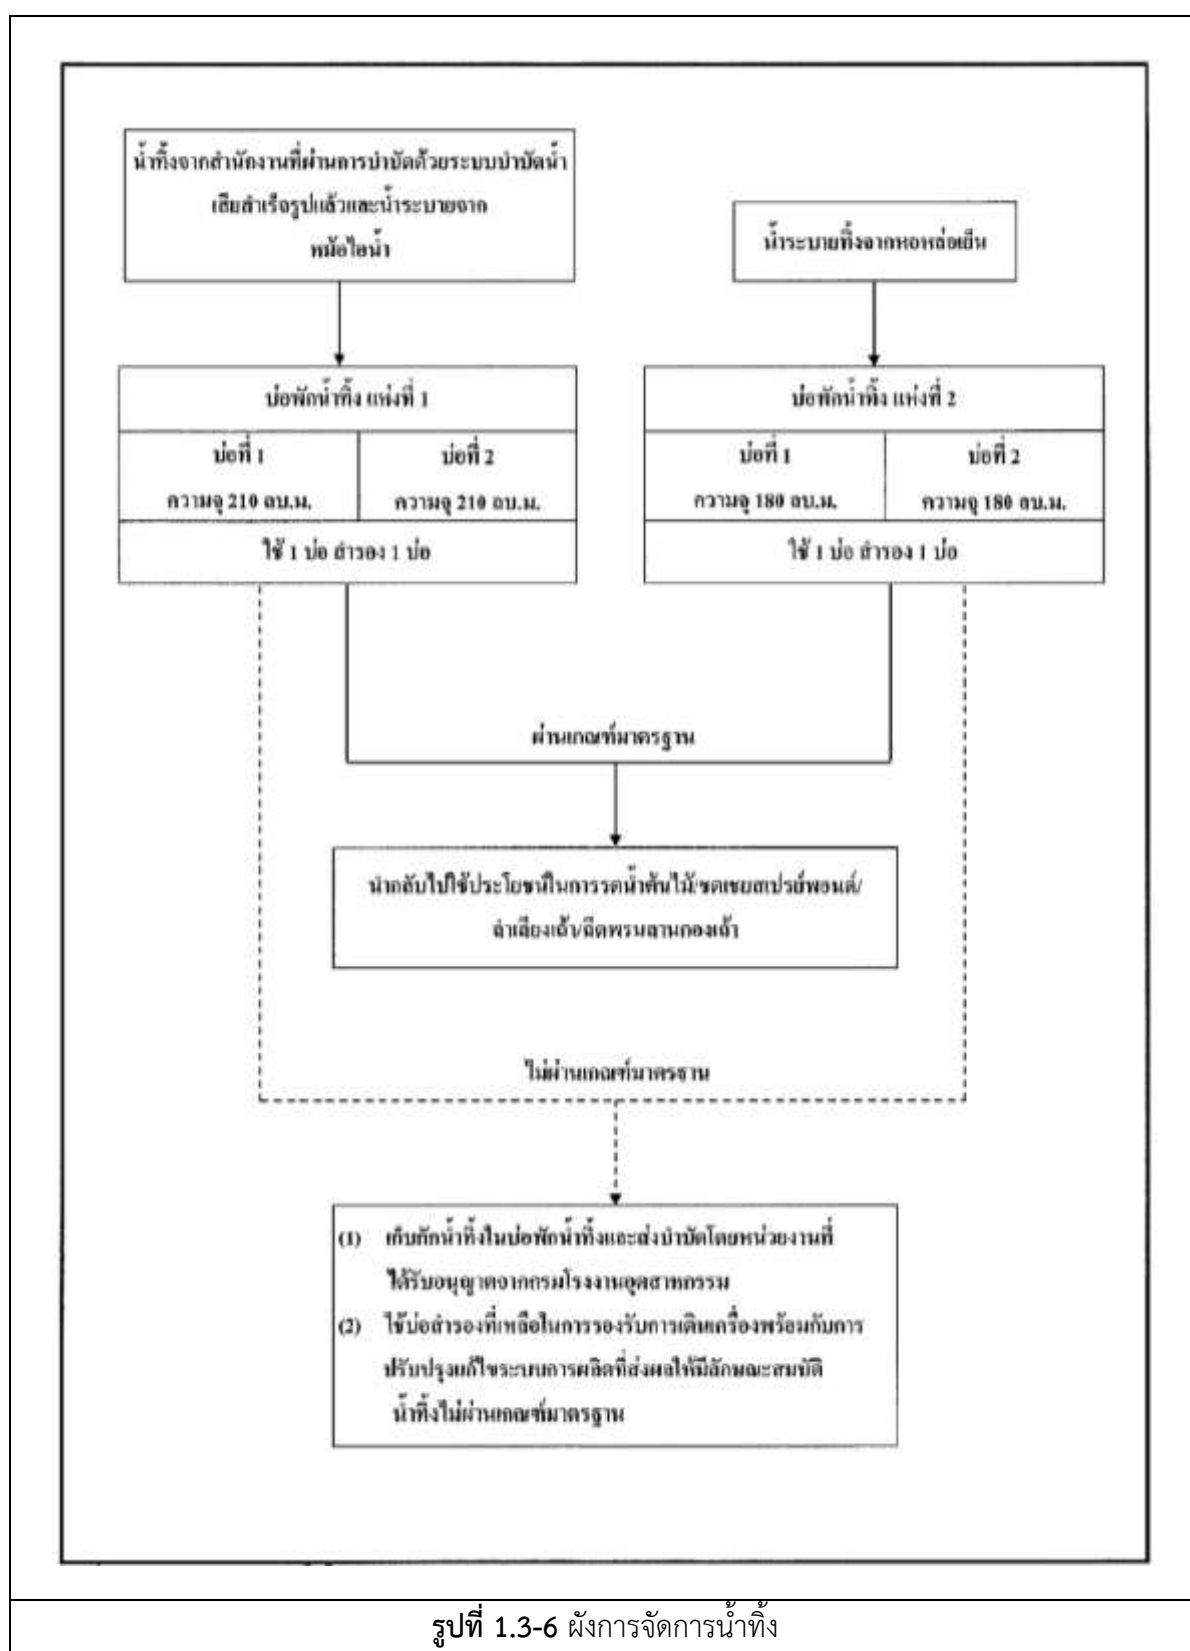 น้ำทิ้งจากสำนักงานที่ผ่านการบำบัดด้วยระบบบำบัดน้ำ
เสียสำเร็จรูปแล้วและน้ำระบายจาก
หม้อไอน้ำ
น้ำระบายทิ้งจากหอหล่อเย็น
บ่อพักน้ำทิ้ง แห่งที่ 1
บ่อที่ 1
ความจุ 210 ลบ.ม.
บ่อที่ 2
ความจุ 210 ลบ.ม.
ใช้ 1 บ่อ สำรอง 1 บ่อ
บ่อพักน้ำทิ้ง แห่งที่ 2
บ่อที่ 1
ความจุ 180 ลบ.ม.
บ่อที่ 2
ความจุ 180 ลบ.ม.
ใช้ 1 บ่อ สำรอง 1 บ่อ
ผ่านเกณฑ์มาตรฐาน
นำกลับไปใช้ประโยชน์ในการรดน้ำต้นไม้/ชดเชยสเปรย์พอนด์/
ลำเลียงเถ้า/ฉีดพรมลานกองเถ้า
ไม่ผ่านเกณฑ์มาตรฐาน
(1) เก็บกักน้ำทิ้งในบ่อพักน้ำทิ้งและส่งบำบัดโดยหน่วยงานที่
ได้รับอนุญาตจากกรมโรงงานอุตสาหกรรม
(2) ใช้บ่อสำรองที่เหลือในการรองรับการเดินเครื่องพร้อมกับการ
ปรับปรุงแก้ไขระบบการผลิตที่ส่งผลให้มีลักษณะสมบัติ
น้ำทิ้งไม่ผ่านเกณฑ์มาตรฐาน
รูปที่ 1.3-6 ผังการจัดการน้ำทิ้ง